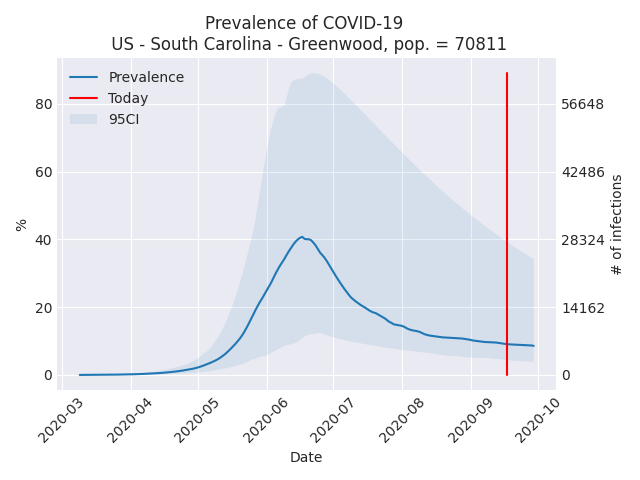 Prevalence of COVID-19
US - South Carolina - Greenwood, pop. = 70811
Prevalence
Today
95CI
80
60
40
20
0
%
56648
42486
28324
14162
0
# of infections
2020-03
2020-04
2020-05
2020-06
2020-07
2020-08
2020-09
2020-10
Date